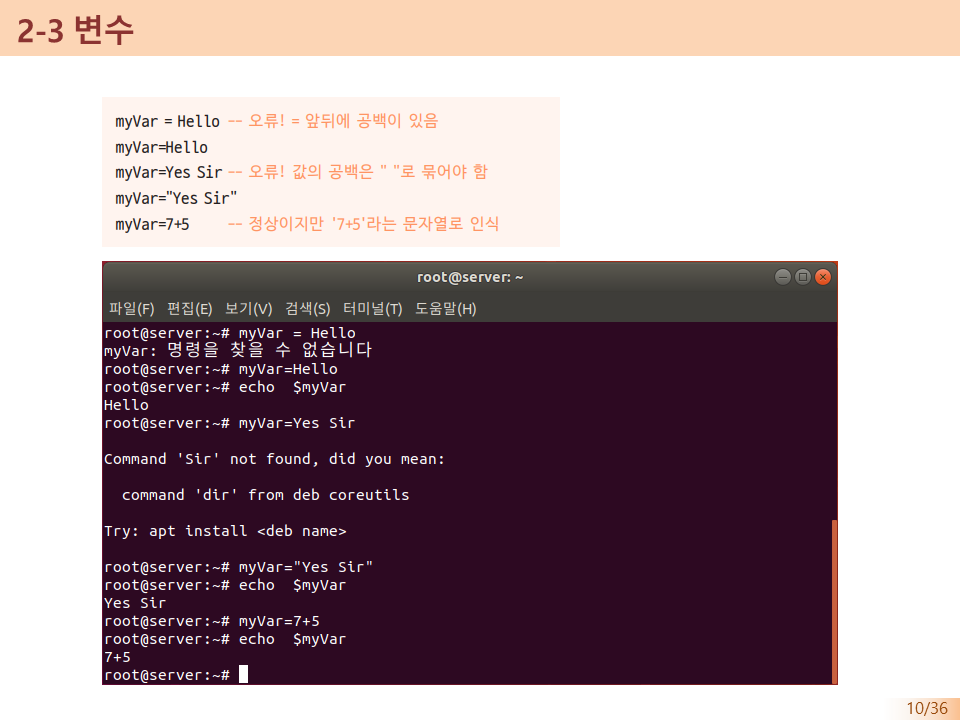 2-3 변수
myVar = Hello -- 오류! = 앞뒤에 공백이 있음
myVar=Hello
myVar=Yes Sir -- 오류! 값의 공백은 " "로 묶어야 함
myVar="Yes Sir"
myVar=7+5 -- 정상이지만 '7+5'라는 문자열로 인식
root@server: ~
파일(F) 편집(E) 보기(V) 검색(S) 터미널(T) 도움말(H)
root@server:~# myVar = Hello
myVar: 명령을 찾을 수 없습니다
root@server:~# myVar=Hello
root@server:~# echo  $myVar
Hello
root@server:~# myVar=Yes Sir
Command 'Sir' not found, did you mean:
  command 'dir' from deb coreutils
Try: apt install <deb name>
root@server:~# myVar="Yes Sir"
root@server:~# echo  $myVar
Yes Sir
root@server:~# myVar=7+5
root@server:~# echo  $myVar
7+5
root@server:~#
10/36